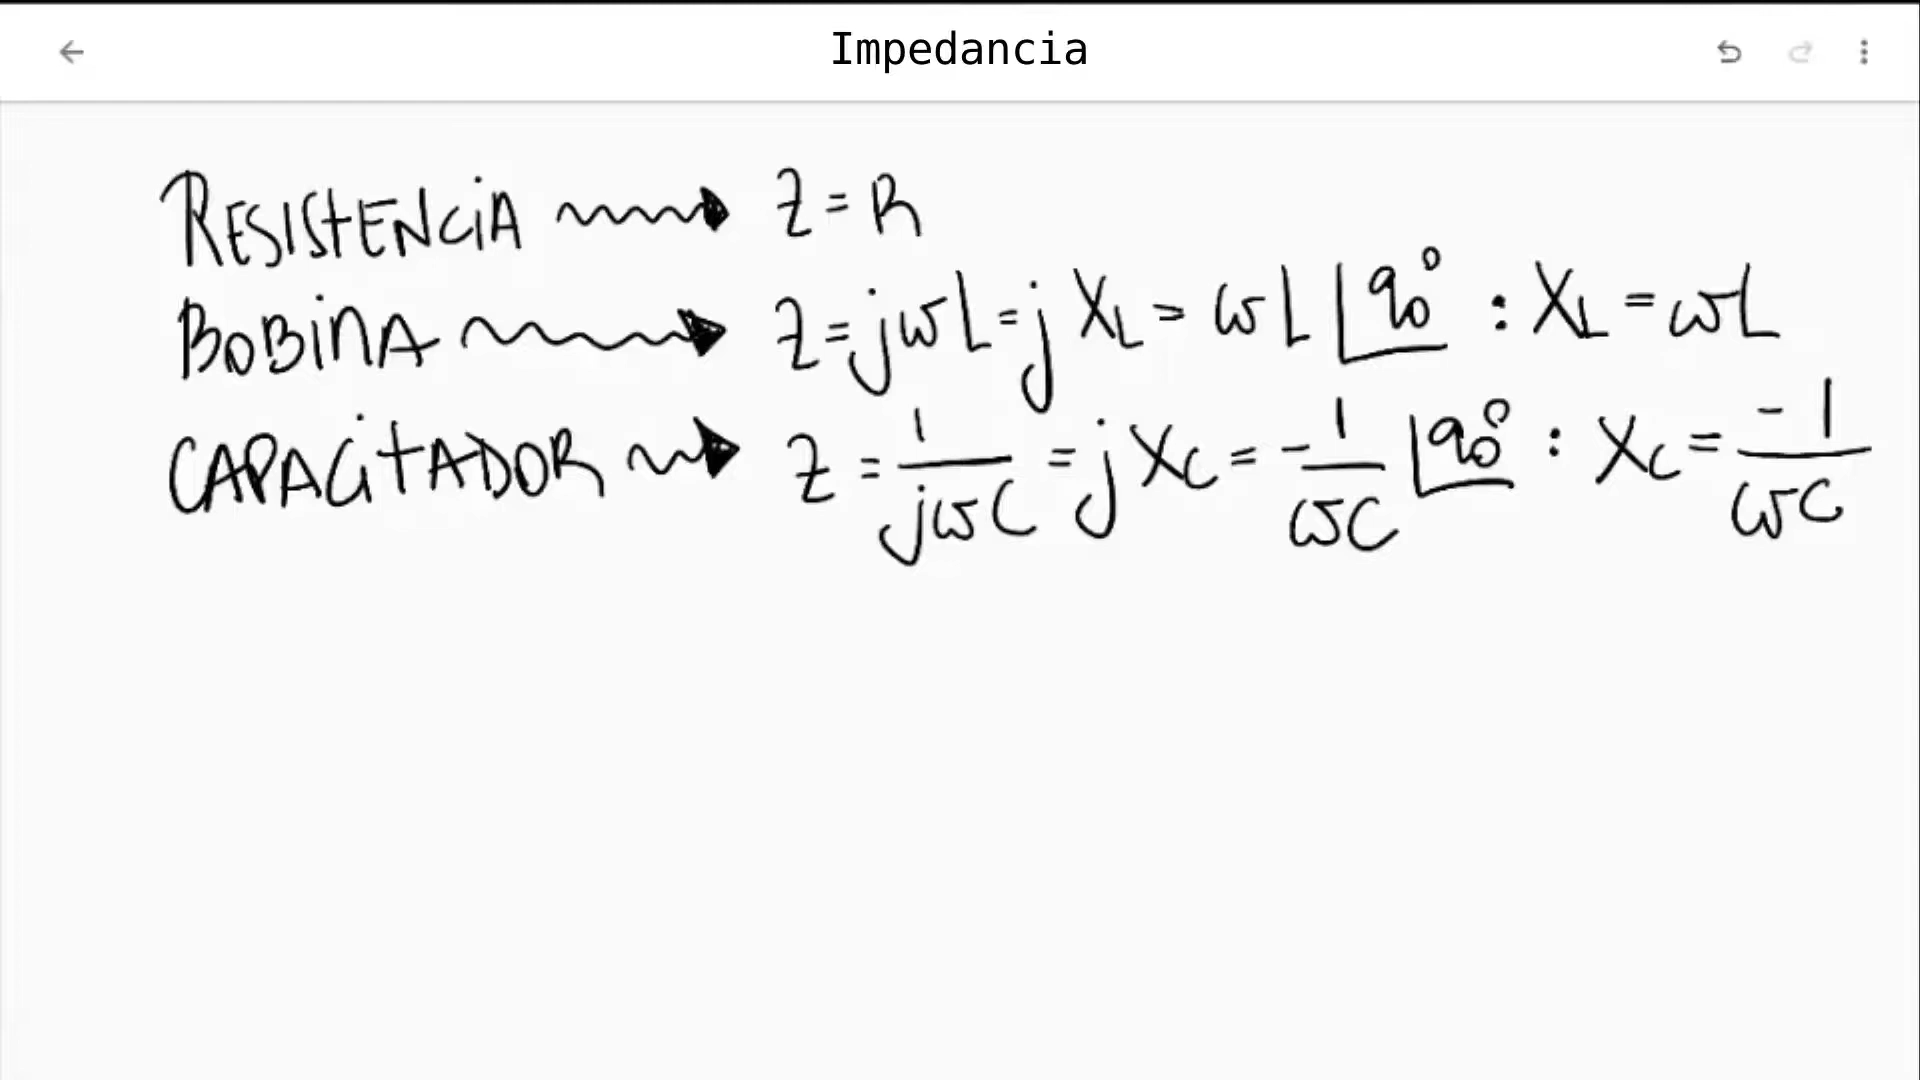 Impedancia
RESISTENCIA → Z = R
BOBINA → Z = jωL = j XL = ωL ∠90° : XL = ωL
CAPACITADOR → Z = 1/jωC = j XC = -1/ωC ∠90° : XC = -1/ωC